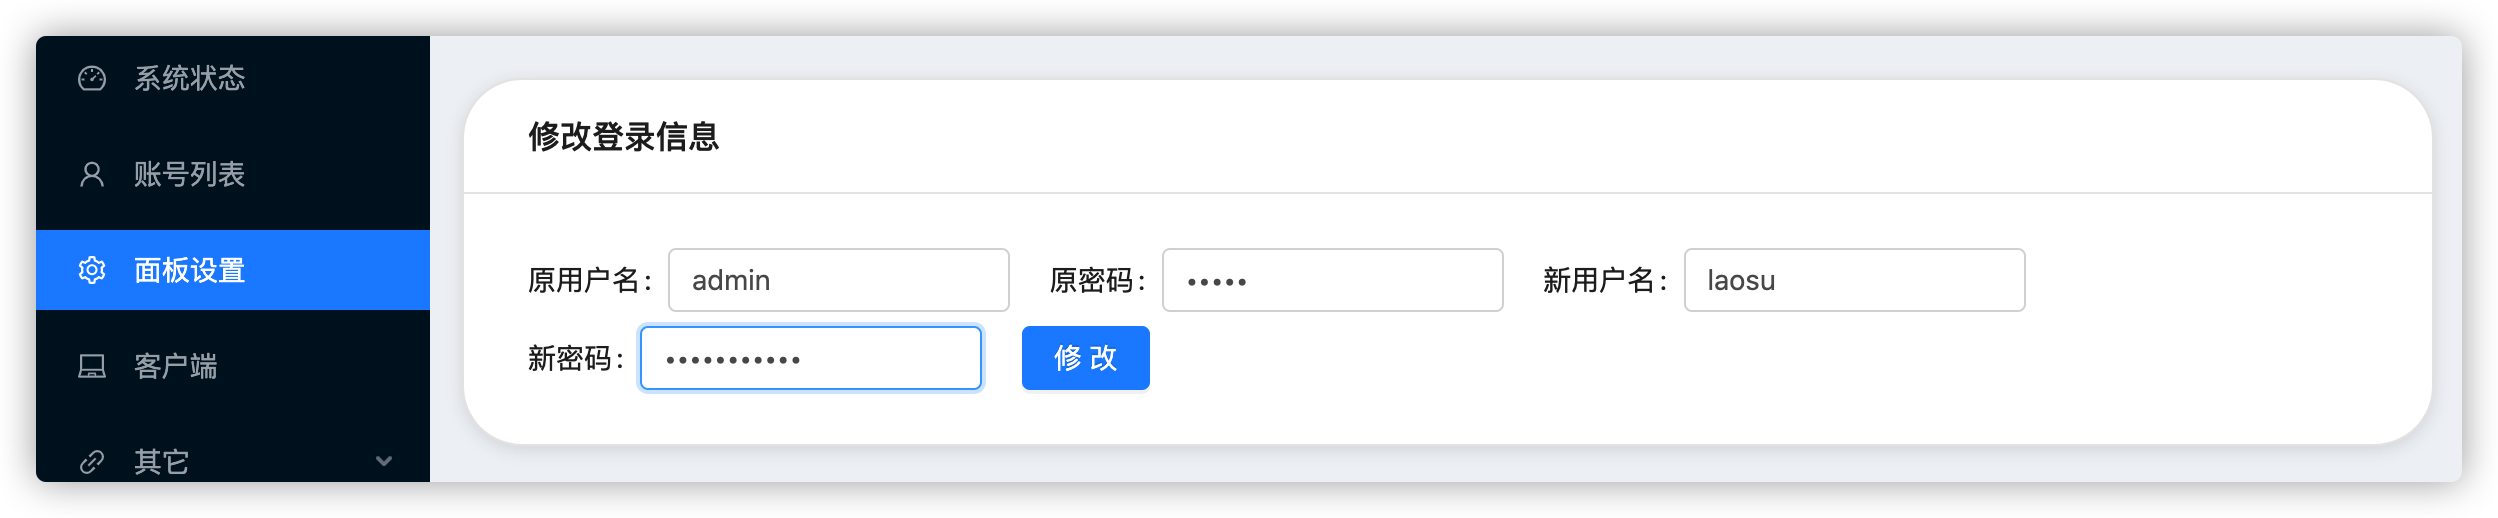 系统状态
账号列表
面板设置
客户端
其它
修改登录信息
原用户名： admin 原密码： ••••• 新用户名： laosu
新密码： ••••••••••• 修 改